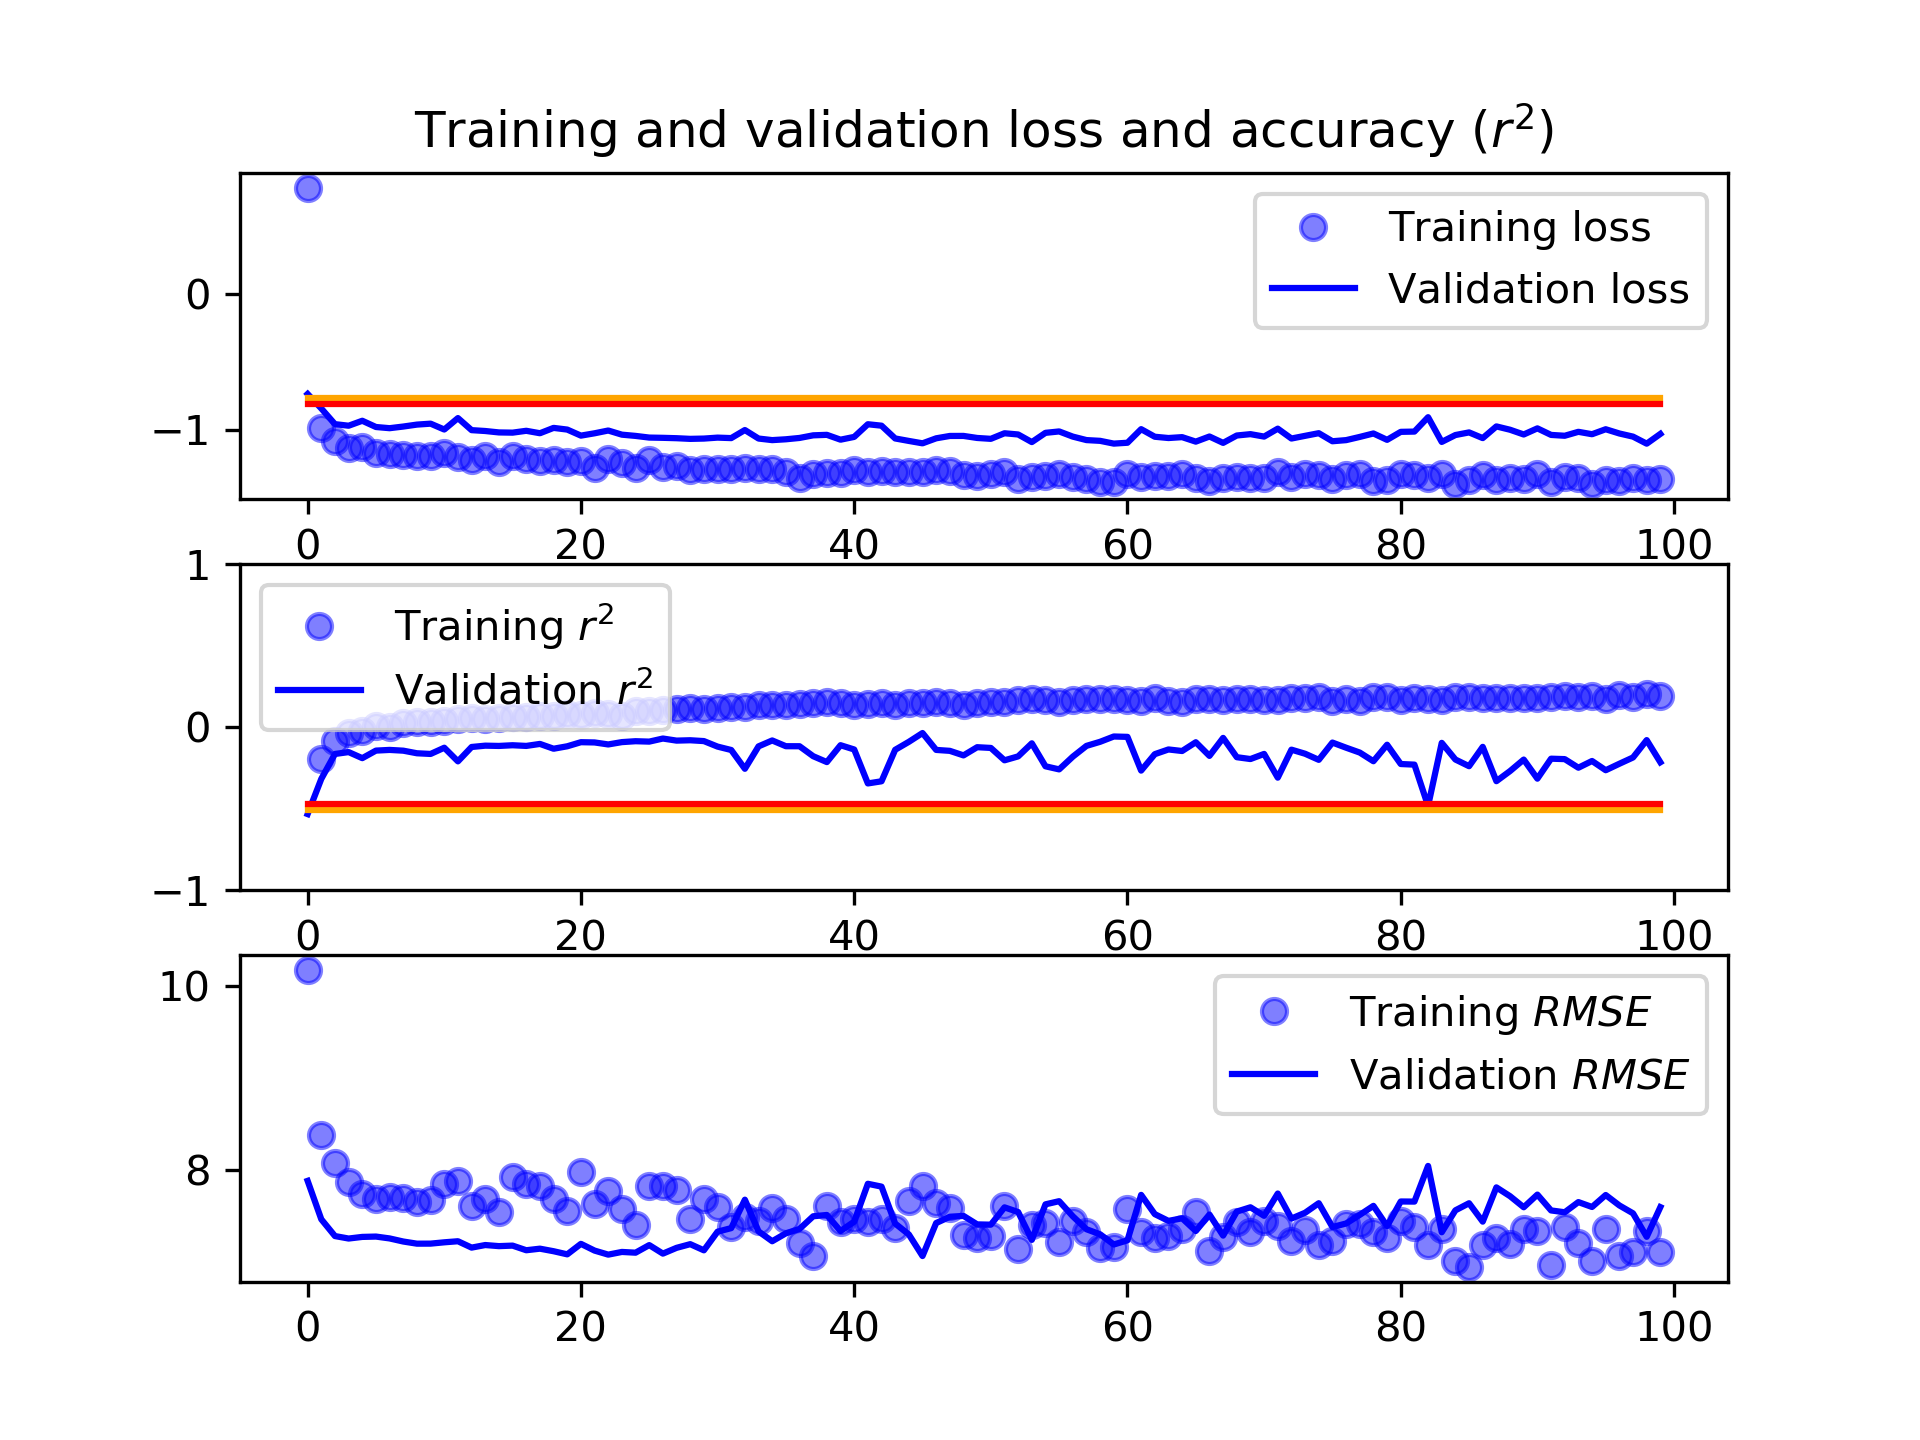 Training and validation loss and accuracy (r²)
Training loss
Validation loss
0
−1
0 20 40 60 80 100
1
Training r²
Validation r²
0
−1
0 20 40 60 80 100
10
Training RMSE
Validation RMSE
8
0 20 40 60 80 100